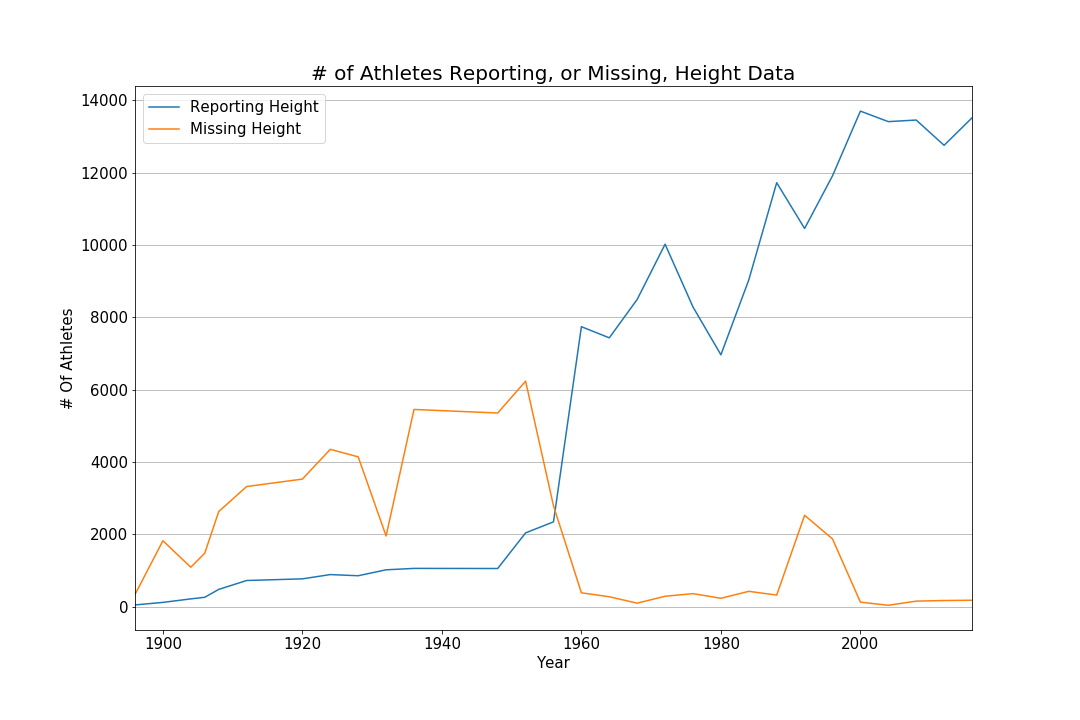 # of Athletes Reporting, or Missing, Height Data
Reporting Height
Missing Height
14000
12000
10000
8000
6000
4000
2000
0
# Of Athletes
1900 1920 1940 1960 1980 2000
Year